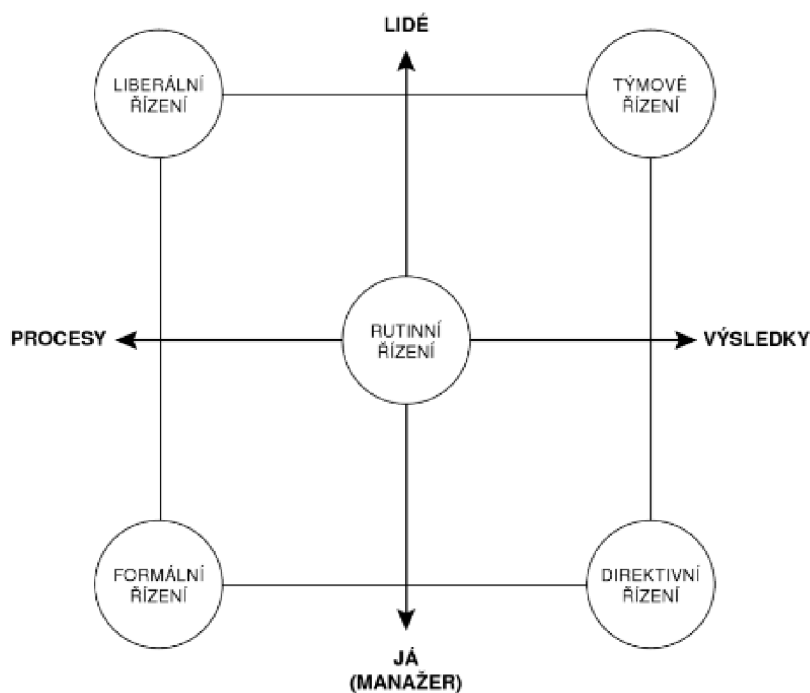 LIDÉ
LIBERÁLNÍ
ŘÍZENÍ
TÝMOVÉ
ŘÍZENÍ
PROCESY
RUTINNÍ
ŘÍZENÍ
VÝSLEDKY
FORMÁLNÍ
ŘÍZENÍ
DIREKTIVNÍ
ŘÍZENÍ
JÁ
(MANAŽER)